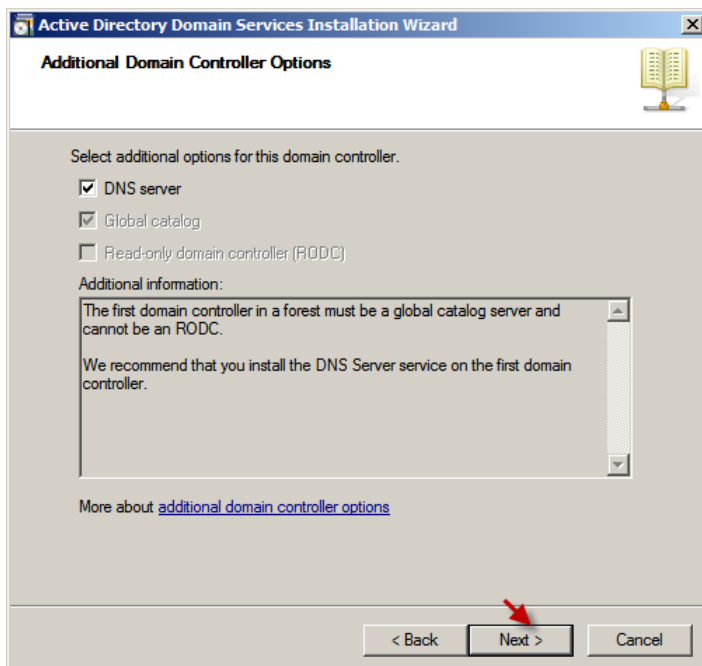 Active Directory Domain Services Installation Wizard
Additional Domain Controller Options
Select additional options for this domain controller.
DNS server
Global catalog
Read-only domain controller (RODC)
Additional information:
The first domain controller in a forest must be a global catalog server and
cannot be an RODC.
We recommend that you install the DNS Server service on the first domain
controller.
More about additional domain controller options
< Back Next > Cancel